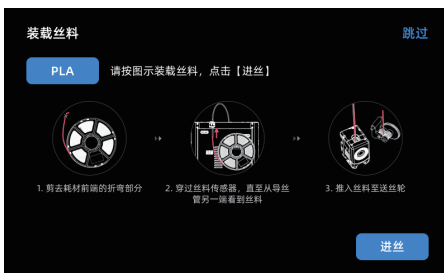 装载丝料
跳过
PLA
请按图示装载丝料，点击【进丝】
1. 剪去耗材前端的折弯部分
2. 穿过丝料传感器，直至从导丝
管另一端看到丝料
3. 推入丝料至送丝轮
进丝